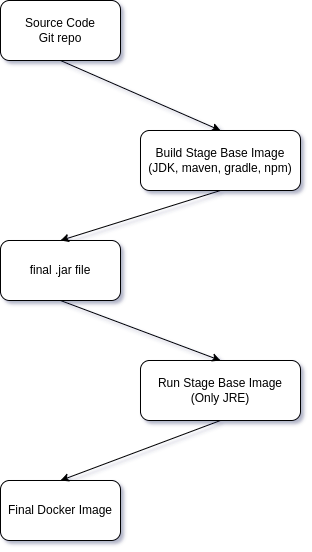 Source Code
Git repo
Build Stage Base Image
(JDK, maven, gradle, npm)
final .jar file
Run Stage Base Image
(Only JRE)
Final Docker Image